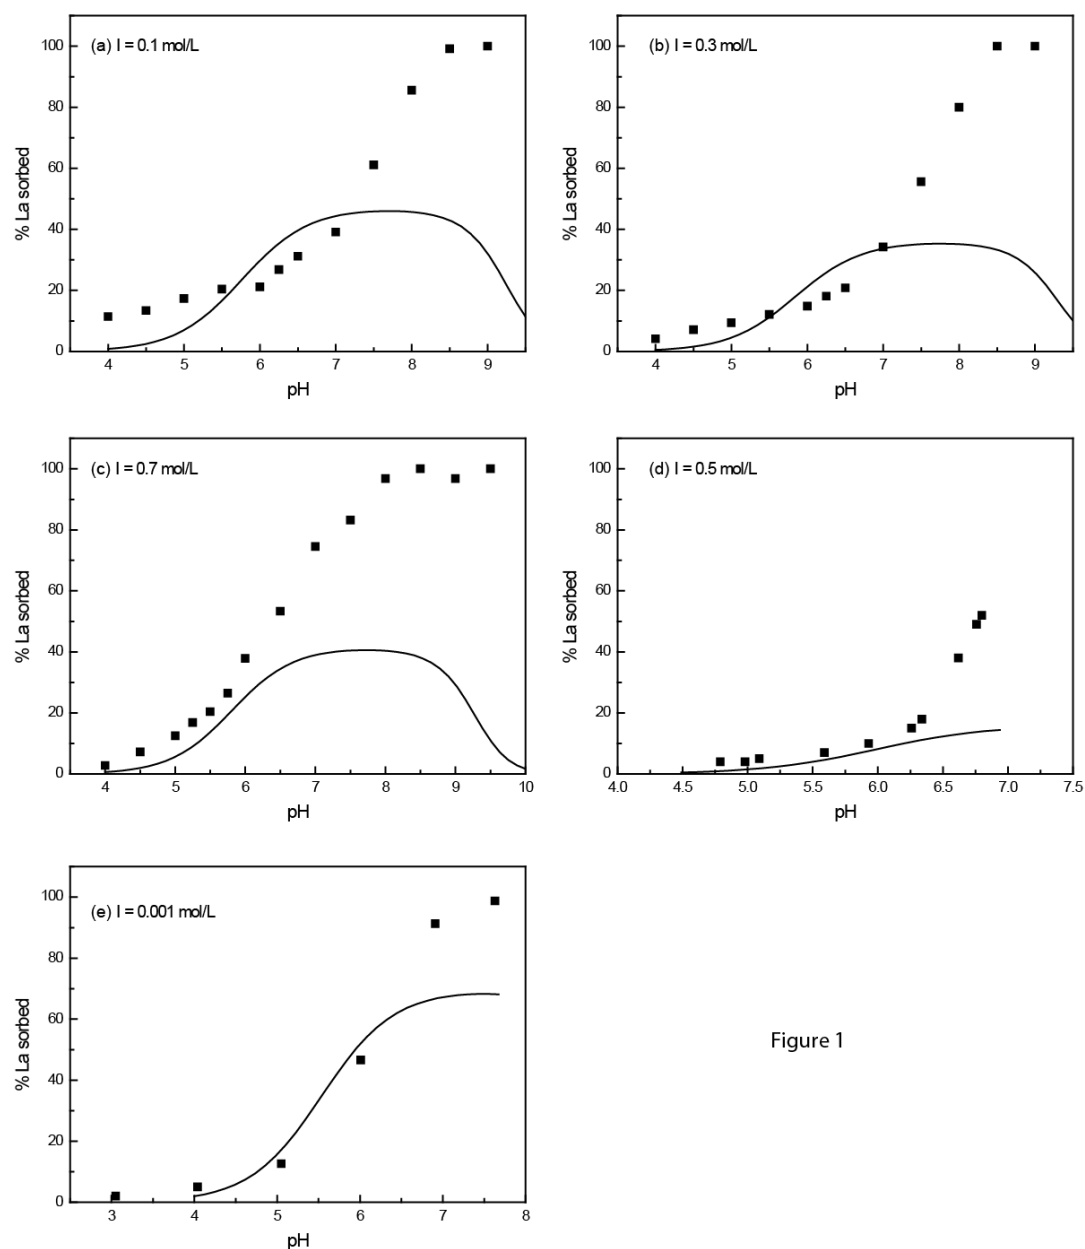 (a) I = 0.1 mol/L
100
80
60
40
20
0
% La sorbed
4 5 6 7 8 9
pH
(b) I = 0.3 mol/L
100
80
60
40
20
0
% La sorbed
4 5 6 7 8 9
pH
(c) I = 0.7 mol/L
100
80
60
40
20
0
% La sorbed
4 5 6 7 8 9 10
pH
(d) I = 0.5 mol/L
100
80
60
40
20
0
% La sorbed
4.0 4.5 5.0 5.5 6.0 6.5 7.0 7.5
pH
(e) I = 0.001 mol/L
100
80
60
40
20
0
% La sorbed
3 4 5 6 7 8
pH
Figure 1